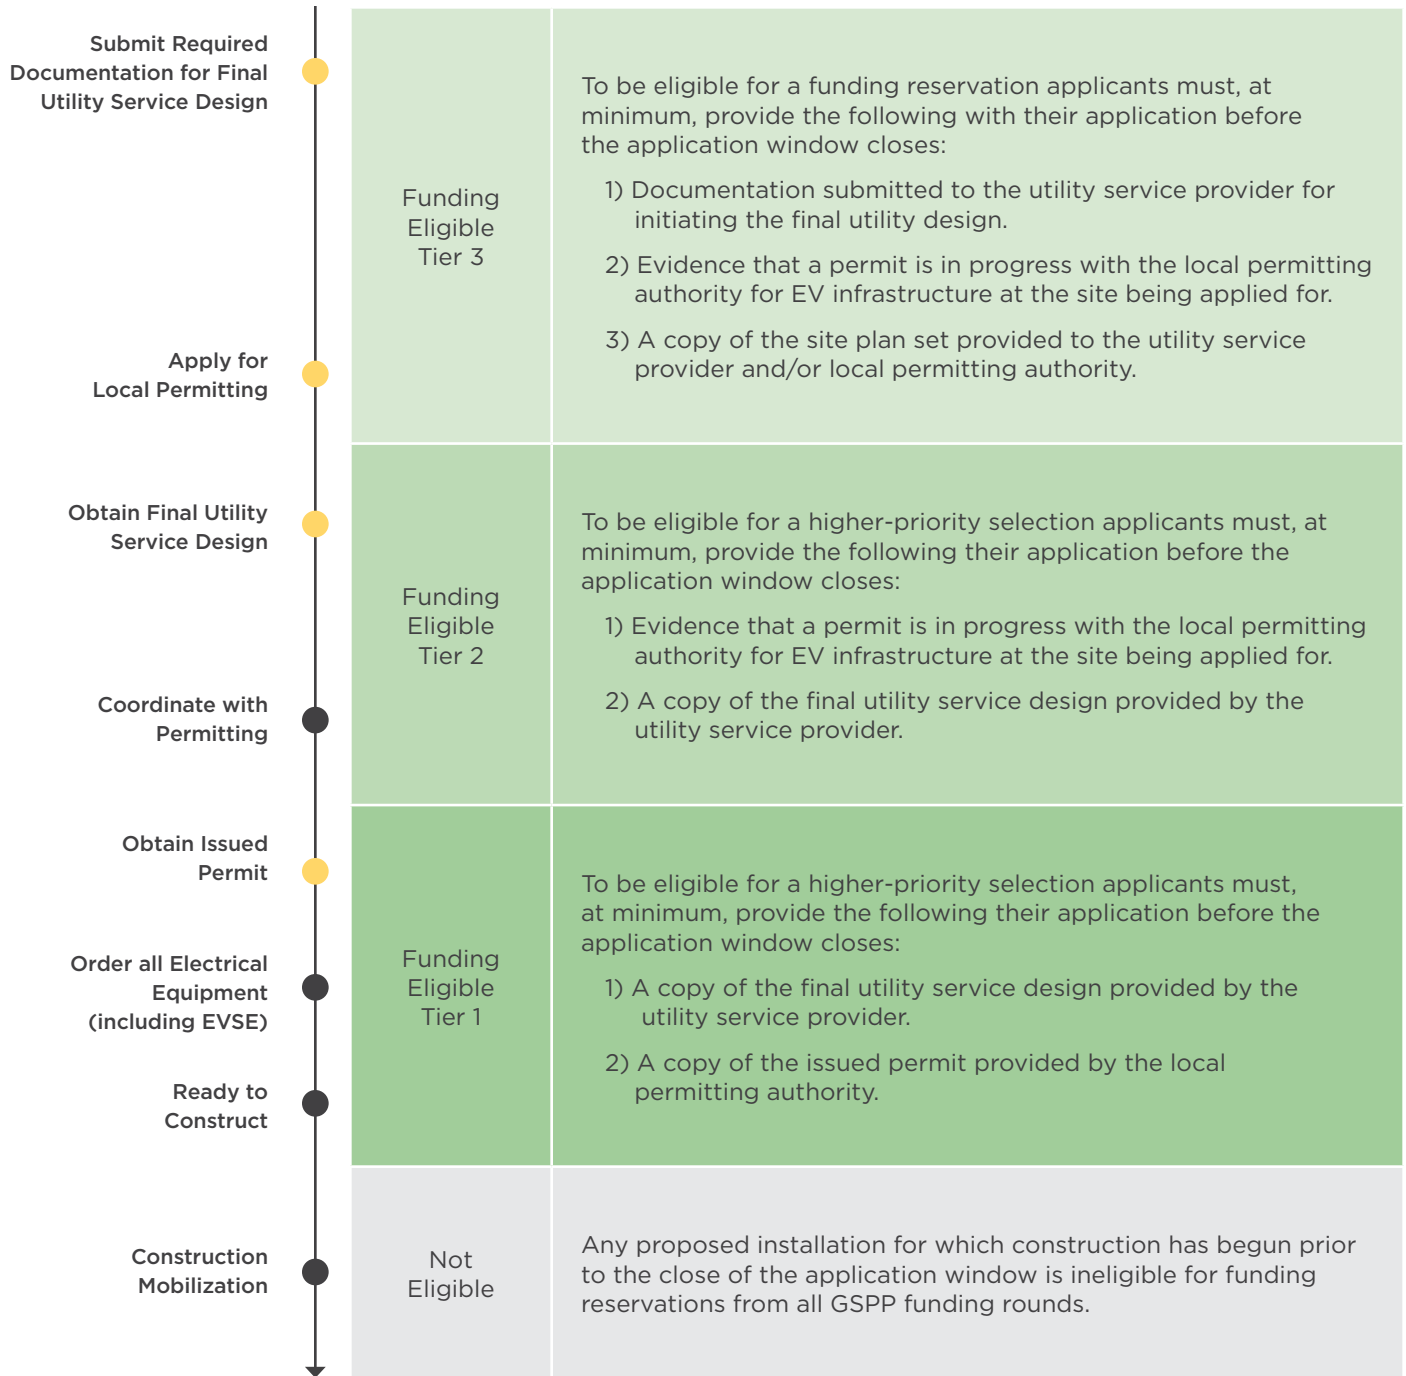 Submit Required
Documentation for Final
Utility Service Design
Funding
Eligible
Tier 3
To be eligible for a funding reservation applicants must, at
minimum, provide the following with their application before
the application window closes:
1) Documentation submitted to the utility service provider for
initiating the final utility design.
2) Evidence that a permit is in progress with the local permitting
authority for EV infrastructure at the site being applied for.
3) A copy of the site plan set provided to the utility service
provider and/or local permitting authority.
Apply for
Local Permitting
Obtain Final Utility
Service Design
Funding
Eligible
Tier 2
To be eligible for a higher-priority selection applicants must, at
minimum, provide the following their application before the
application window closes:
1) Evidence that a permit is in progress with the local permitting
authority for EV infrastructure at the site being applied for.
2) A copy of the final utility service design provided by the
utility service provider.
Coordinate with
Permitting
Obtain Issued
Permit
Funding
Eligible
Tier 1
To be eligible for a higher-priority selection applicants must,
at minimum, provide the following their application before the
application window closes:
1) A copy of the final utility service design provided by the
utility service provider.
2) A copy of the issued permit provided by the local
permitting authority.
Order all Electrical
Equipment
(including EVSE)
Ready to
Construct
Construction
Mobilization
Not
Eligible
Any proposed installation for which construction has begun prior
to the close of the application window is ineligible for funding
reservations from all GSPP funding rounds.